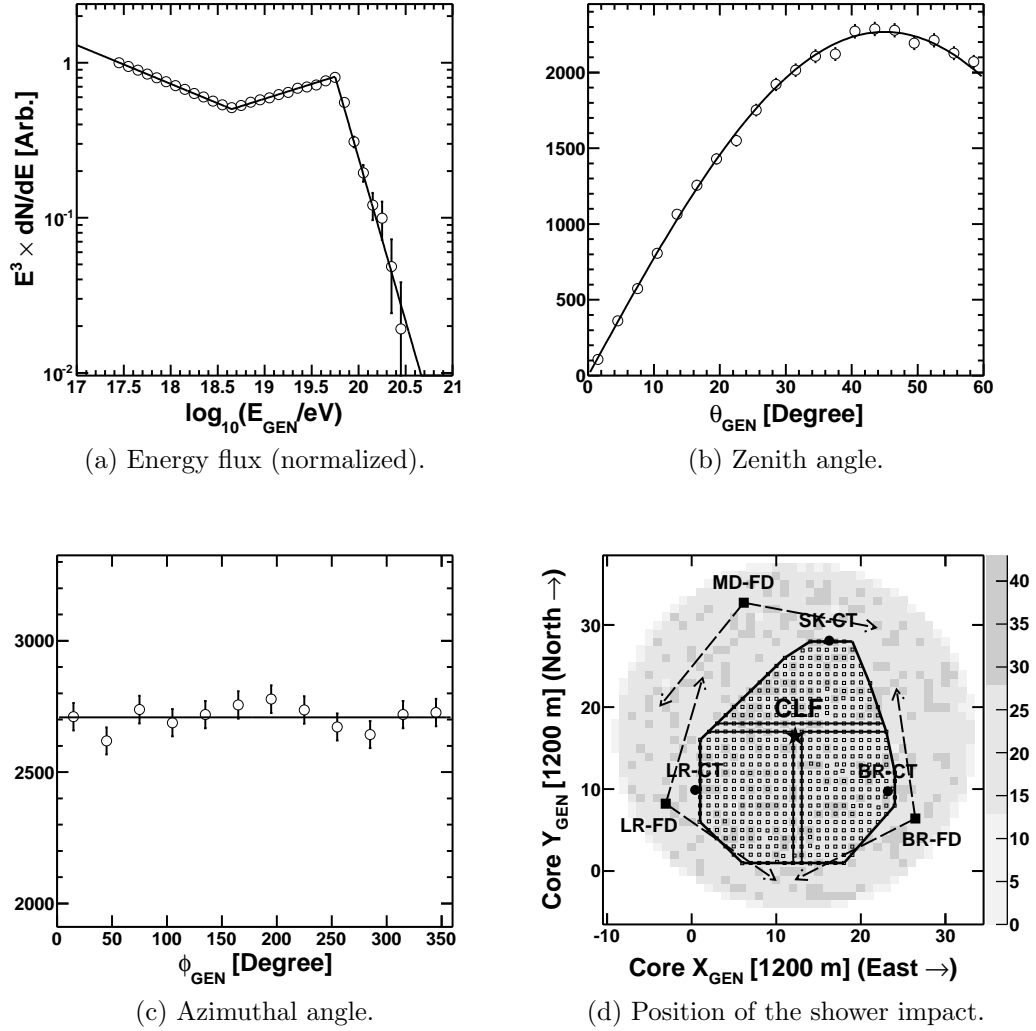 E³ × dN/dE [Arb.]
1
10⁻¹
10⁻²
17 17.5 18 18.5 19 19.5 20 20.5 21
log₁₀(E_GEN/eV)
(a) Energy flux (normalized).
2000
1500
1000
500
0
0 10 20 30 40 50 60
θ_GEN [Degree]
(b) Zenith angle.
3000
2500
2000
0 50 100 150 200 250 300 350
ϕ_GEN [Degree]
(c) Azimuthal angle.
Core Y_GEN [1200 m] (North →)
30
20
10
0
MD-FD
SK-CT
CLF
LR-CT
BR-CT
LR-FD
BR-FD
40
35
30
25
20
15
10
5
0
-10 0 10 20 30
Core X_GEN [1200 m] (East →)
(d) Position of the shower impact.